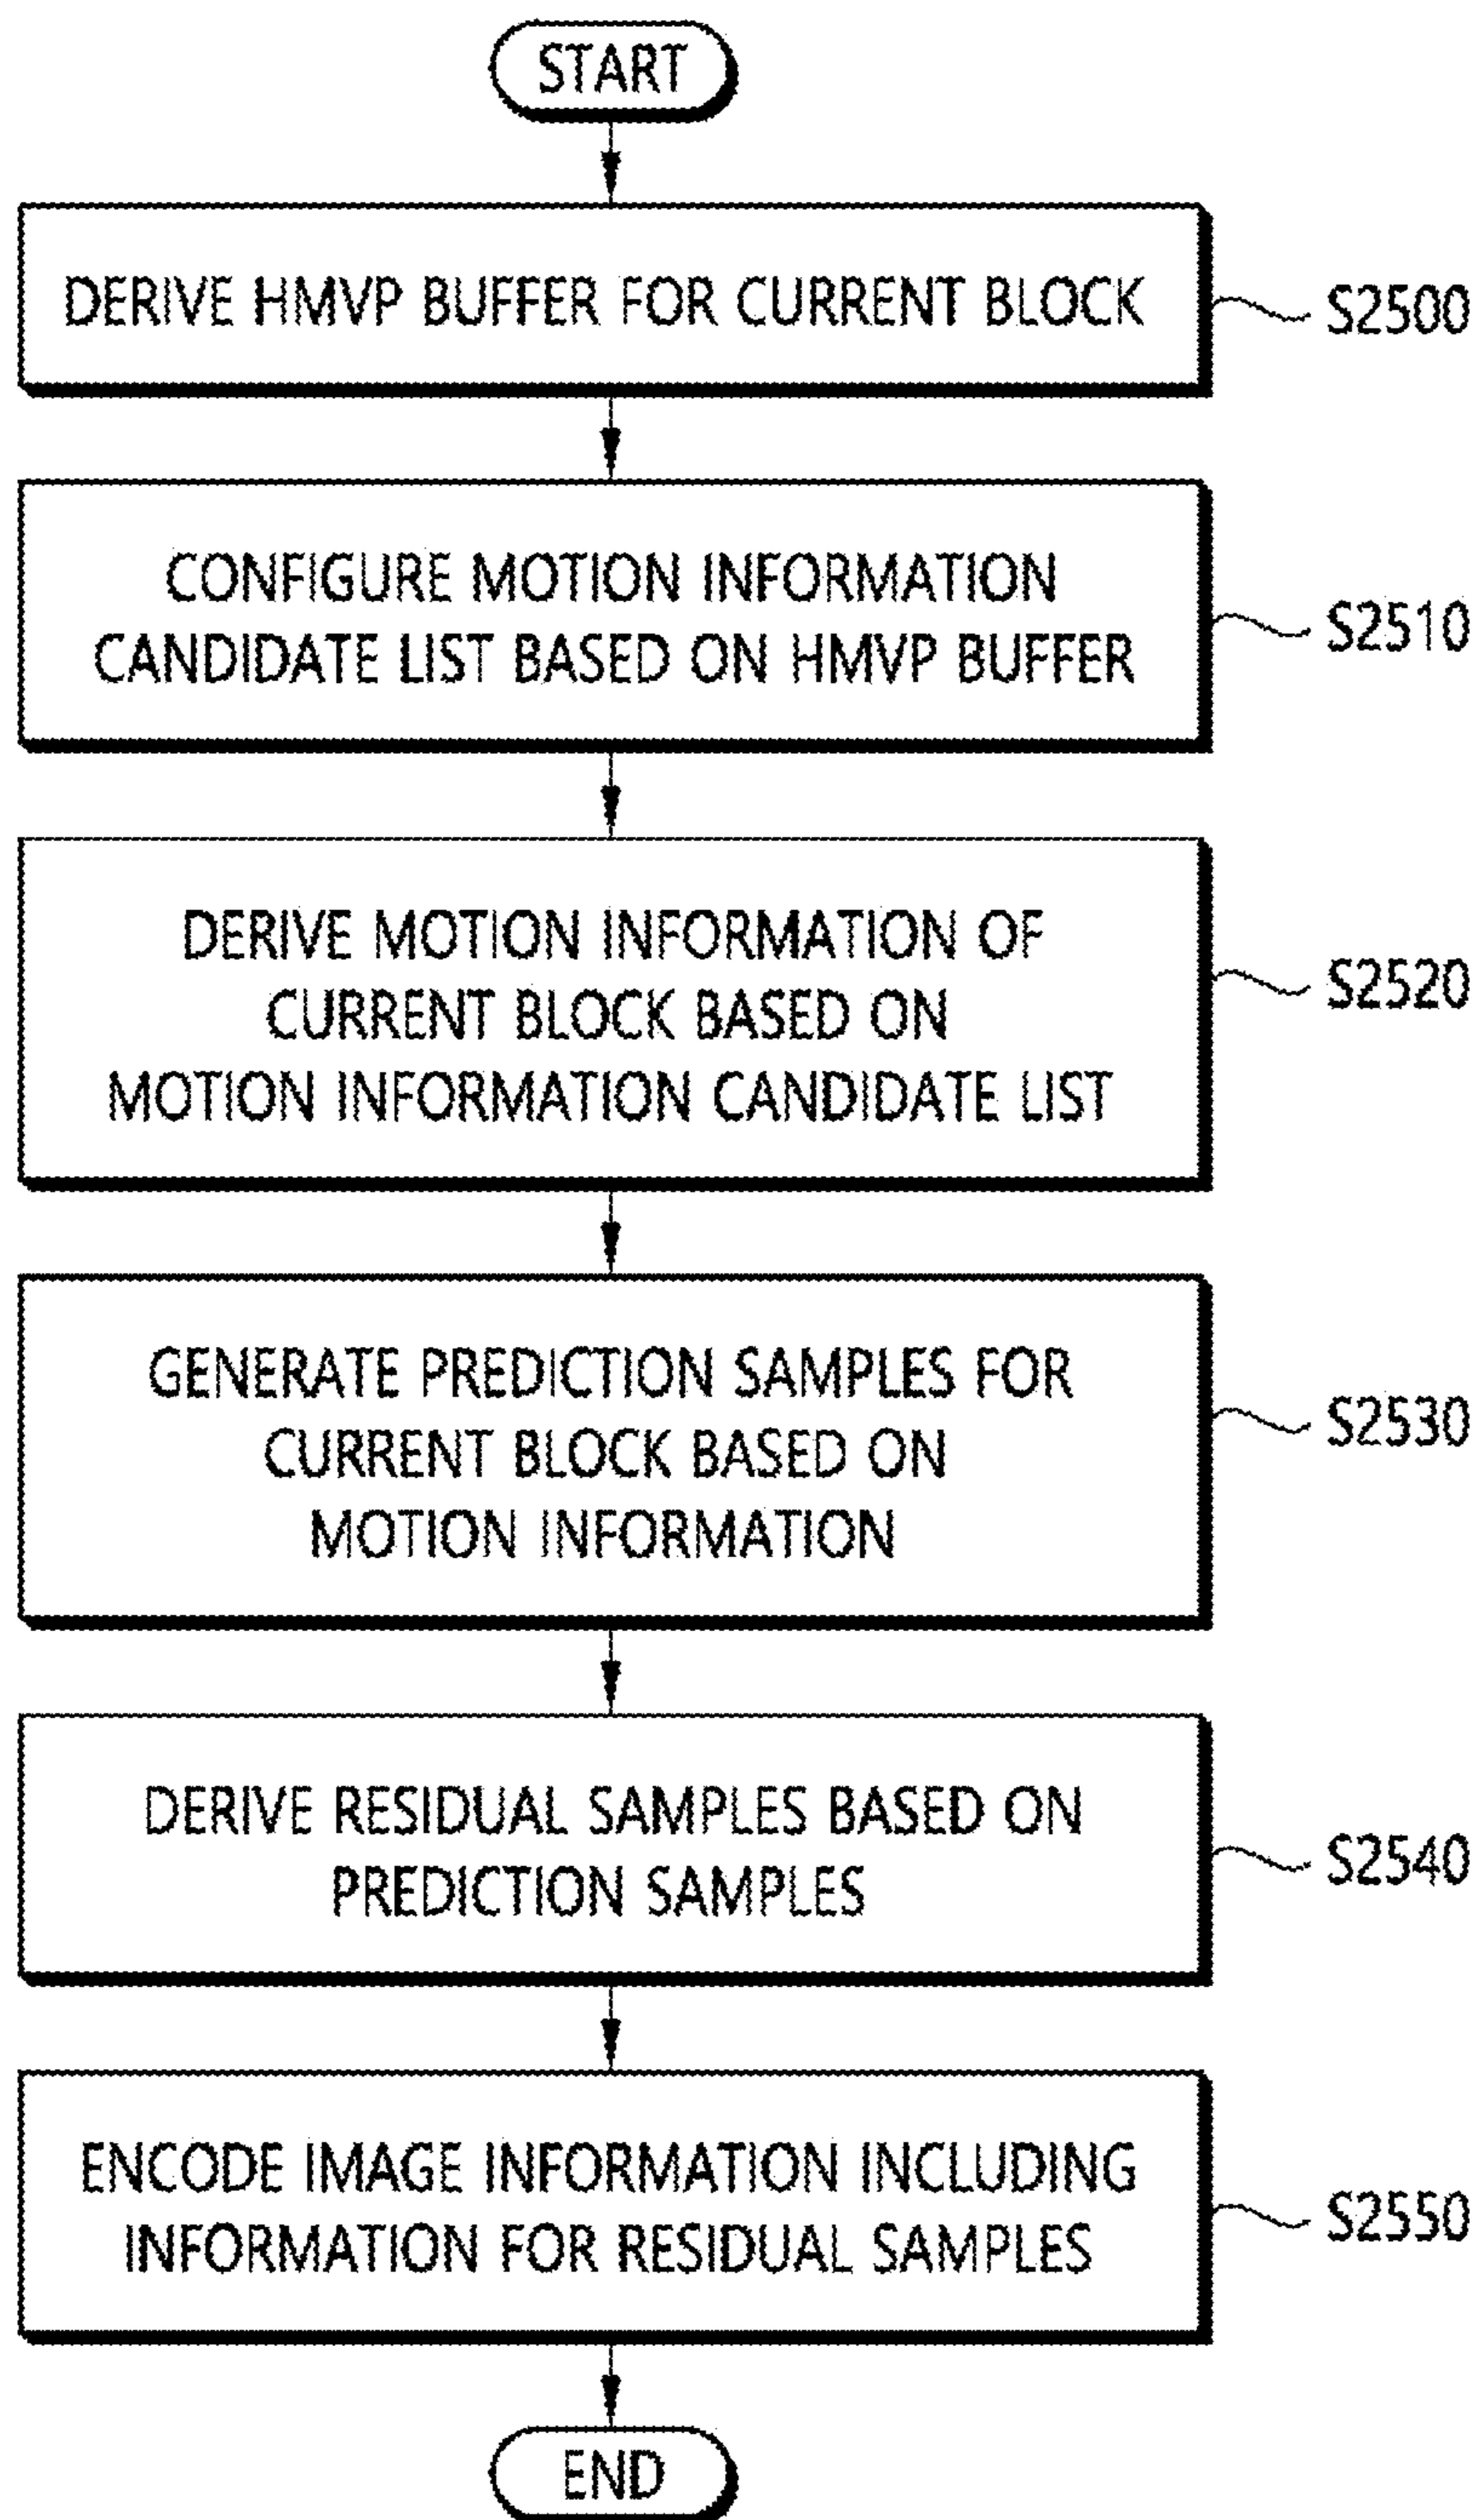 START
DERIVE HMVP BUFFER FOR CURRENT BLOCK
S2500
CONFIGURE MOTION INFORMATION
CANDIDATE LIST BASED ON HMVP BUFFER
S2510
DERIVE MOTION INFORMATION OF
CURRENT BLOCK BASED ON
MOTION INFORMATION CANDIDATE LIST
S2520
GENERATE PREDICTION SAMPLES FOR
CURRENT BLOCK BASED ON
MOTION INFORMATION
S2530
DERIVE RESIDUAL SAMPLES BASED ON
PREDICTION SAMPLES
S2540
ENCODE IMAGE INFORMATION INCLUDING
INFORMATION FOR RESIDUAL SAMPLES
S2550
END